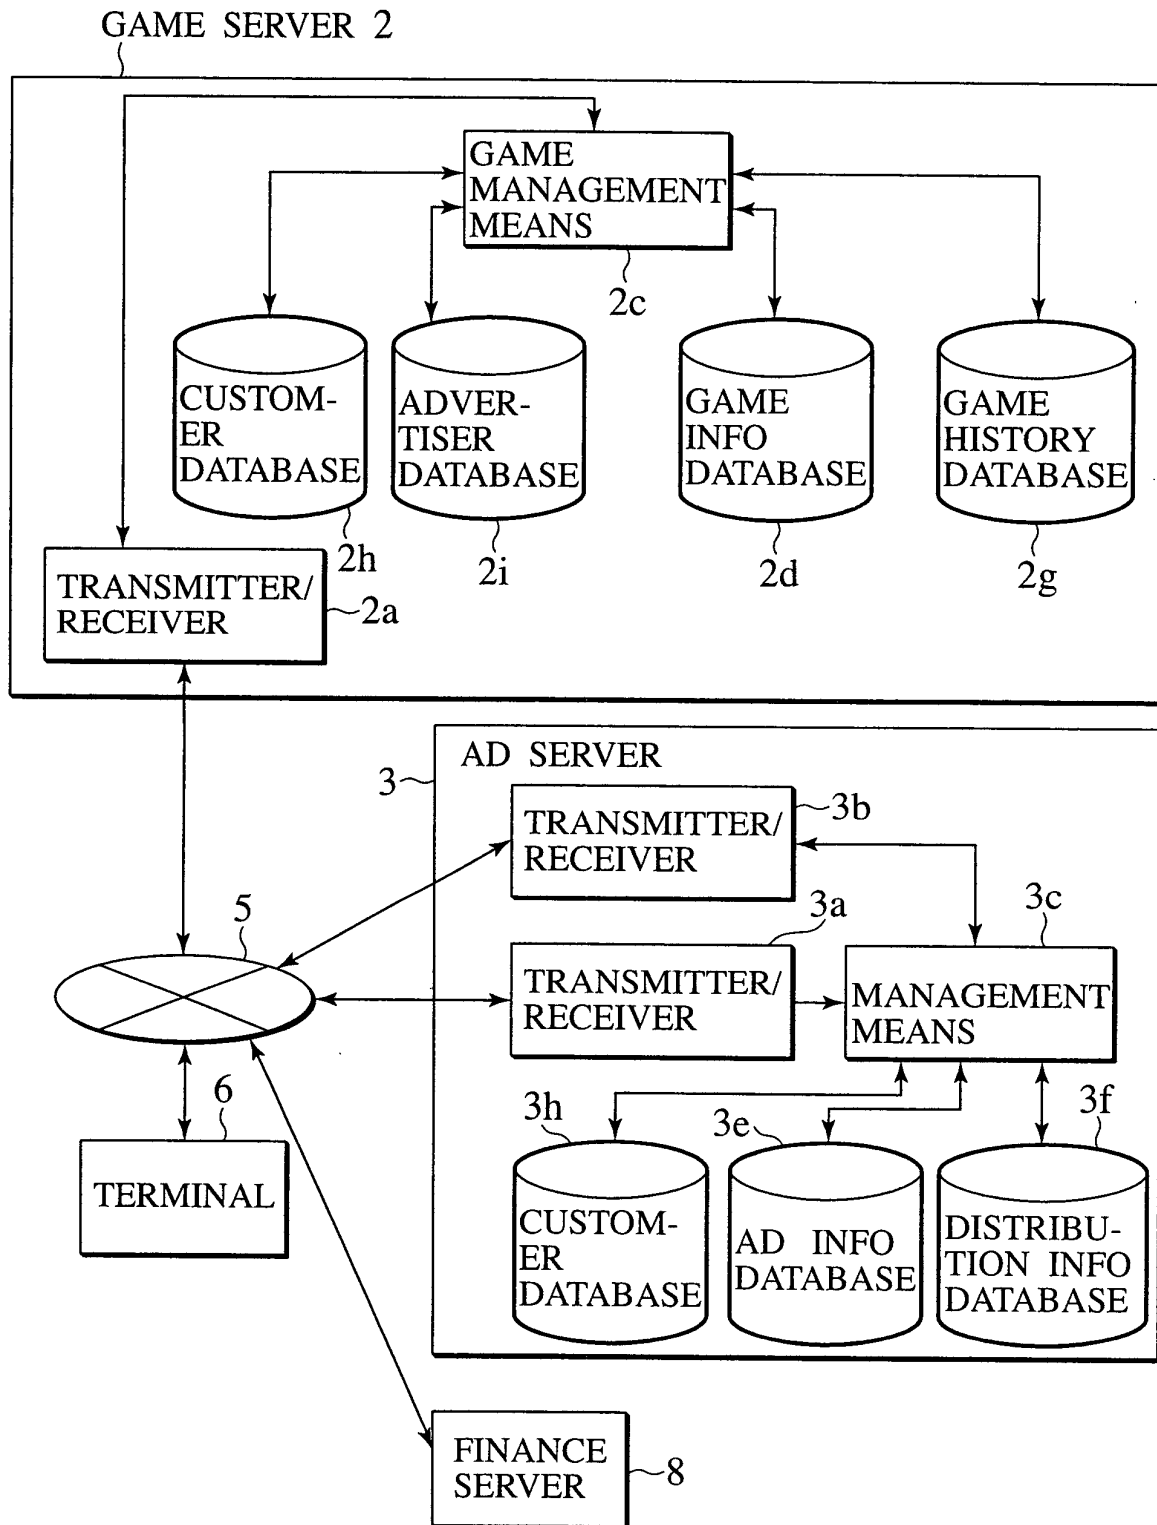 GAME SERVER 2
GAME
MANAGEMENT
MEANS
2c
CUSTOM-
ER
DATABASE
2h
ADVER-
TISER
DATABASE
2i
GAME
INFO
DATABASE
2d
GAME
HISTORY
DATABASE
2g
TRANSMITTER/
RECEIVER
2a
AD SERVER
3
TRANSMITTER/
RECEIVER
3b
5
3a
TRANSMITTER/
RECEIVER
3c
MANAGEMENT
MEANS
6
TERMINAL
3h
CUSTOM-
ER
DATABASE
3e
AD INFO
DATABASE
3f
DISTRIBU-
TION INFO
DATABASE
FINANCE
SERVER
8